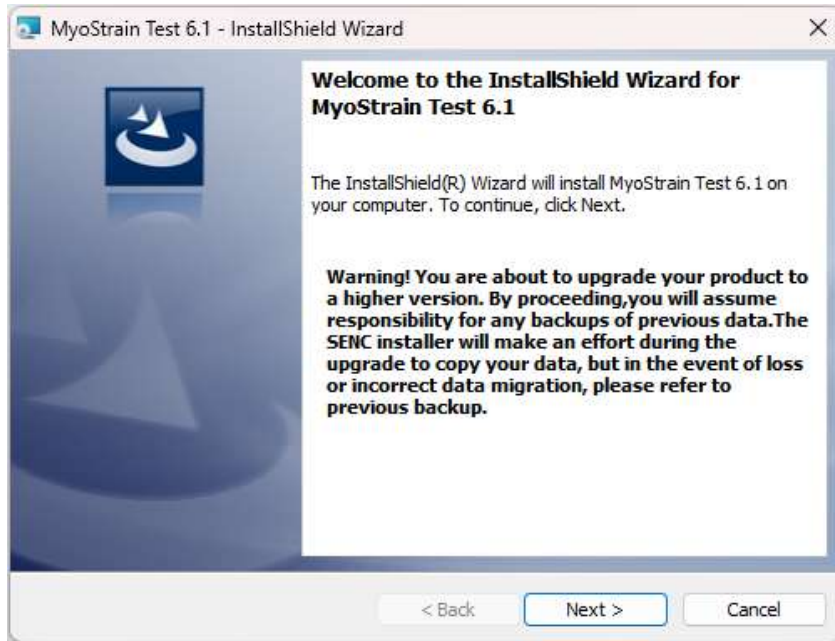 MyoStrain Test 6.1 - InstallShield Wizard
Welcome to the InstallShield Wizard for
MyoStrain Test 6.1
The InstallShield(R) Wizard will install MyoStrain Test 6.1 on
your computer. To continue, click Next.
Warning! You are about to upgrade your product to
a higher version. By proceeding,you will assume
responsibility for any backups of previous data.The
SENC installer will make an effort during the
upgrade to copy your data, but in the event of loss
or incorrect data migration, please refer to
previous backup.
< Back Next > Cancel